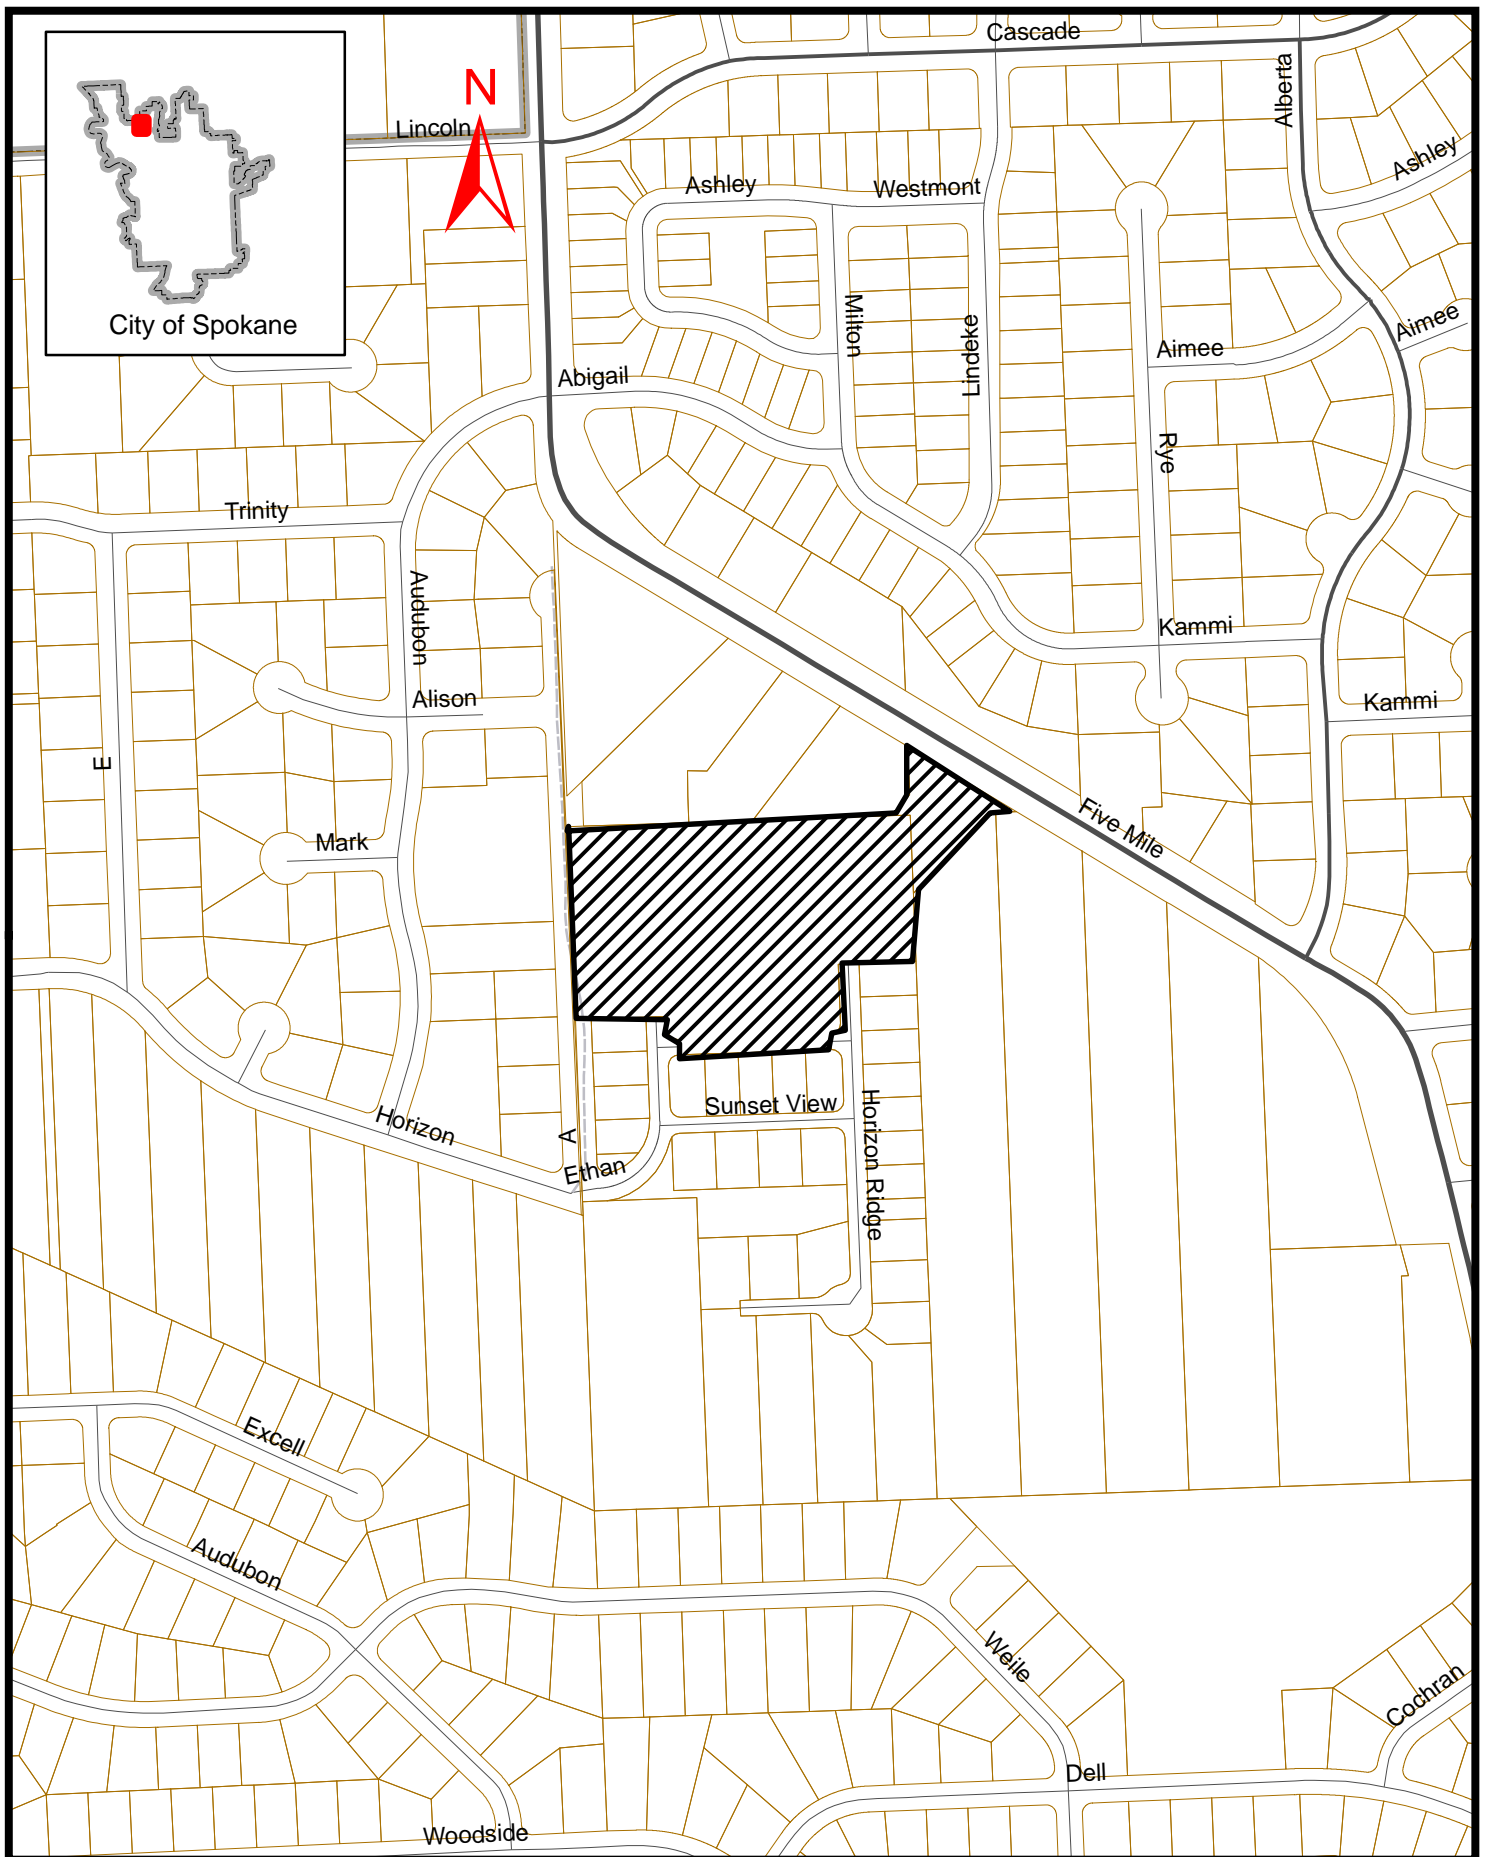 Cascade
Alberta
N
Lincoln
Ashley
Ashley
Westmont
City of Spokane
Milton
Lindeke
Aimee
Aimee
Abigail
Rye
Trinity
Audubon
Kammi
Alison
Kammi
E
Five Mile
Mark
Sunset View
Horizon
A
Ethan
Horizon Ridge
Excell
Audubon
Weile
Cochran
Dell
Woodside